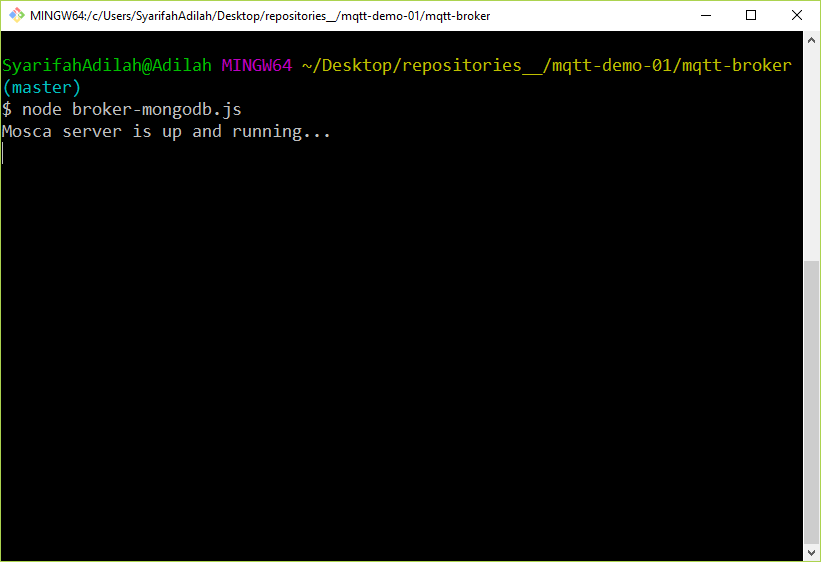 MINGW64:/c/Users/SyarifahAdilah/Desktop/repositories__/mqtt-demo-01/mqtt-broker
SyarifahAdilah@Adilah MINGW64 ~/Desktop/repositories__/mqtt-demo-01/mqtt-broker
(master)
$ node broker-mongodb.js
Mosca server is up and running...